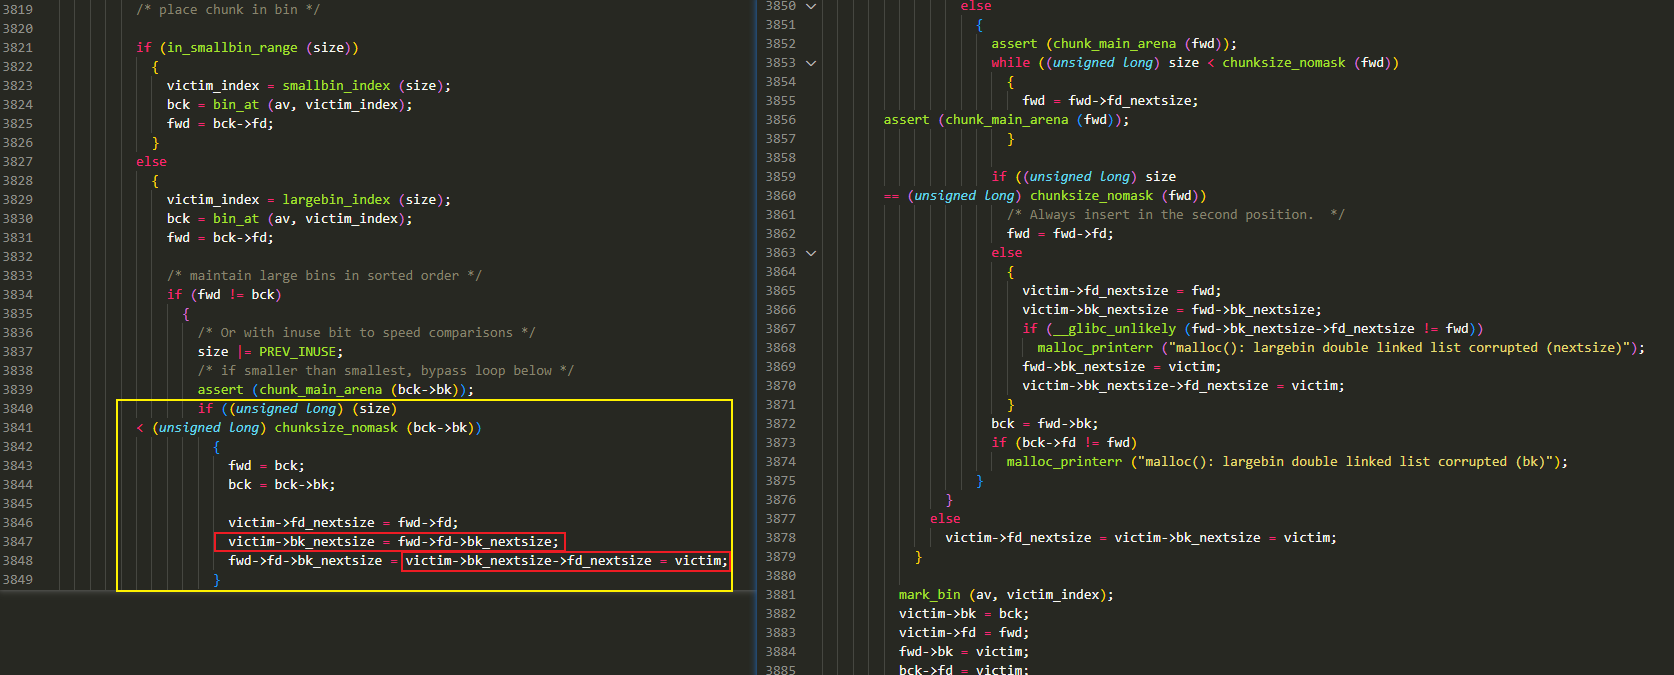 3819 /* place chunk in bin */
3820
3821 if (in_smallbin_range (size))
3822 {
3823 victim_index = smallbin_index (size);
3824 bck = bin_at (av, victim_index);
3825 fwd = bck->fd;
3826 }
3827 else
3828 {
3829 victim_index = largebin_index (size);
3830 bck = bin_at (av, victim_index);
3831 fwd = bck->fd;
3832
3833 /* maintain large bins in sorted order */
3834 if (fwd != bck)
3835 {
3836 /* Or with inuse bit to speed comparisons */
3837 size |= PREV_INUSE;
3838 /* if smaller than smallest, bypass loop below */
3839 assert (chunk_main_arena (bck->bk));
3840 if ((unsigned long) (size)
3841 < (unsigned long) chunksize_nomask (bck->bk))
3842 {
3843 fwd = bck;
3844 bck = bck->bk;
3845
3846 victim->fd_nextsize = fwd->fd;
3847 victim->bk_nextsize = fwd->fd->bk_nextsize;
3848 fwd->fd->bk_nextsize = victim->bk_nextsize->fd_nextsize = victim;
3849 }
3850 else
3851 {
3852 assert (chunk_main_arena (fwd));
3853 while ((unsigned long) size < chunksize_nomask (fwd))
3854 {
3855 fwd = fwd->fd_nextsize;
3856 assert (chunk_main_arena (fwd));
3857 }
3858
3859 if ((unsigned long) size
3860 == (unsigned long) chunksize_nomask (fwd))
3861 /* Always insert in the second position.  */
3862 fwd = fwd->fd;
3863 else
3864 {
3865 victim->fd_nextsize = fwd;
3866 victim->bk_nextsize = fwd->bk_nextsize;
3867 if (__glibc_unlikely (fwd->bk_nextsize->fd_nextsize != fwd))
3868 malloc_printerr ("malloc(): largebin double linked list corrupted (nextsize)");
3869 fwd->bk_nextsize = victim;
3870 victim->bk_nextsize->fd_nextsize = victim;
3871 }
3872 bck = fwd->bk;
3873 if (bck->fd != fwd)
3874 malloc_printerr ("malloc(): largebin double linked list corrupted (bk)");
3875 }
3876 }
3877 else
3878 victim->fd_nextsize = victim->bk_nextsize = victim;
3879 }
3880
3881 mark_bin (av, victim_index);
3882 victim->bk = bck;
3883 victim->fd = fwd;
3884 fwd->bk = victim;
3885 bck->fd = victim;